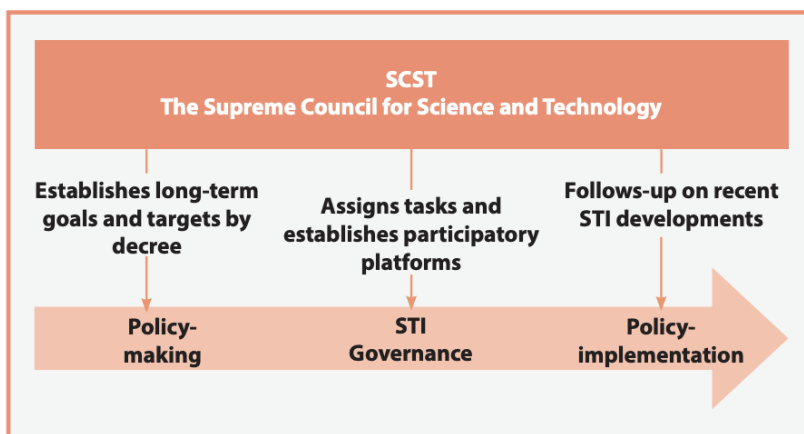 SCST
The Supreme Council for Science and Technology
Establishes long-term
goals and targets by
decree
Assigns tasks and
establishes participatory
platforms
Follows-up on recent
STI developments
Policy-
making
STI
Governance
Policy-
implementation